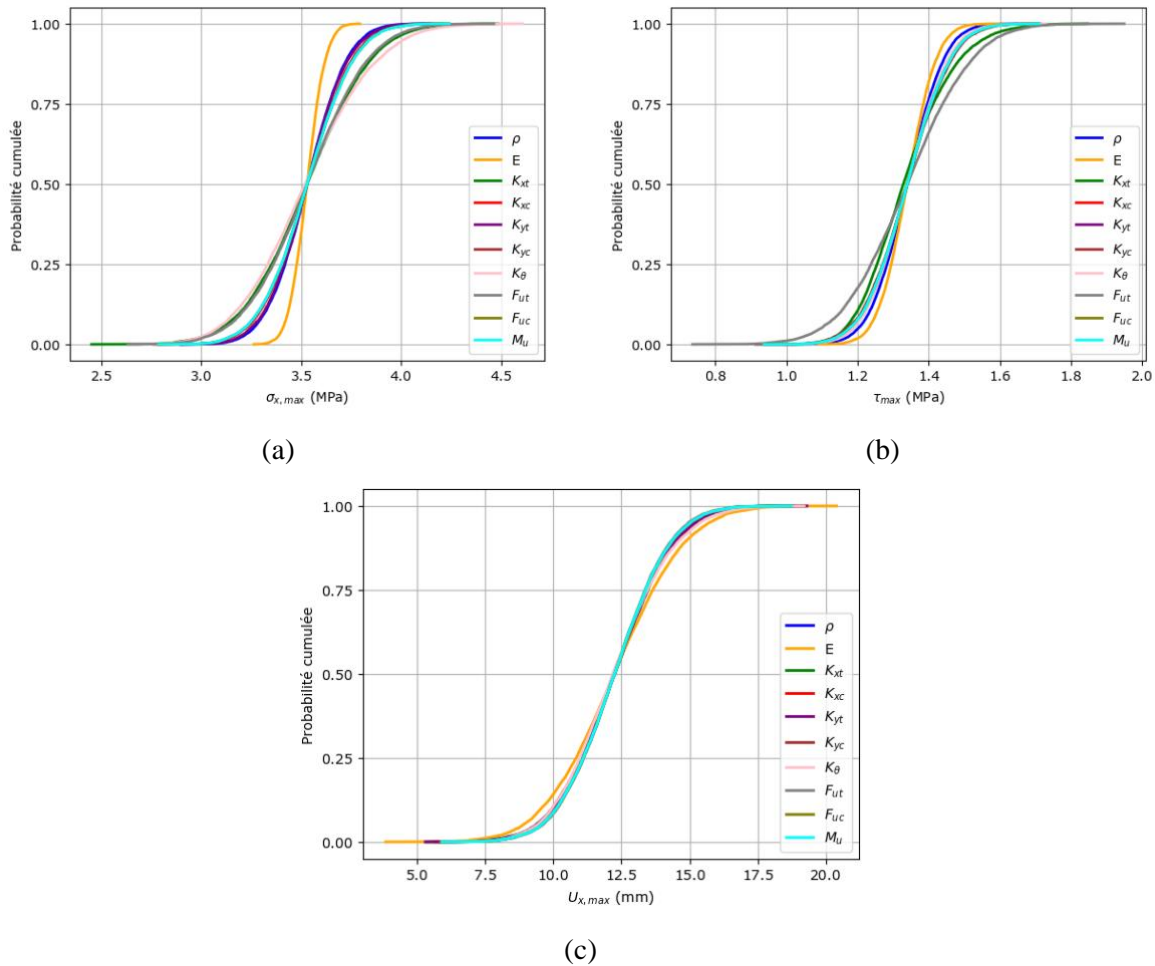 1.00
0.75
0.50
0.25
0.00
Probabilité cumulée
2.5 3.0 3.5 4.0 4.5
σx, max (MPa)
ρ
E
Kxt
Kxc
Kyt
Kyc
Kθ
Fut
Fuc
Mu
(a)
1.00
0.75
0.50
0.25
0.00
Probabilité cumulée
0.8 1.0 1.2 1.4 1.6 1.8 2.0
τmax (MPa)
ρ
E
Kxt
Kxc
Kyt
Kyc
Kθ
Fut
Fuc
Mu
(b)
1.00
0.75
0.50
0.25
0.00
Probabilité cumulée
5.0 7.5 10.0 12.5 15.0 17.5 20.0
Ux, max (mm)
ρ
E
Kxt
Kxc
Kyt
Kyc
Kθ
Fut
Fuc
Mu
(c)